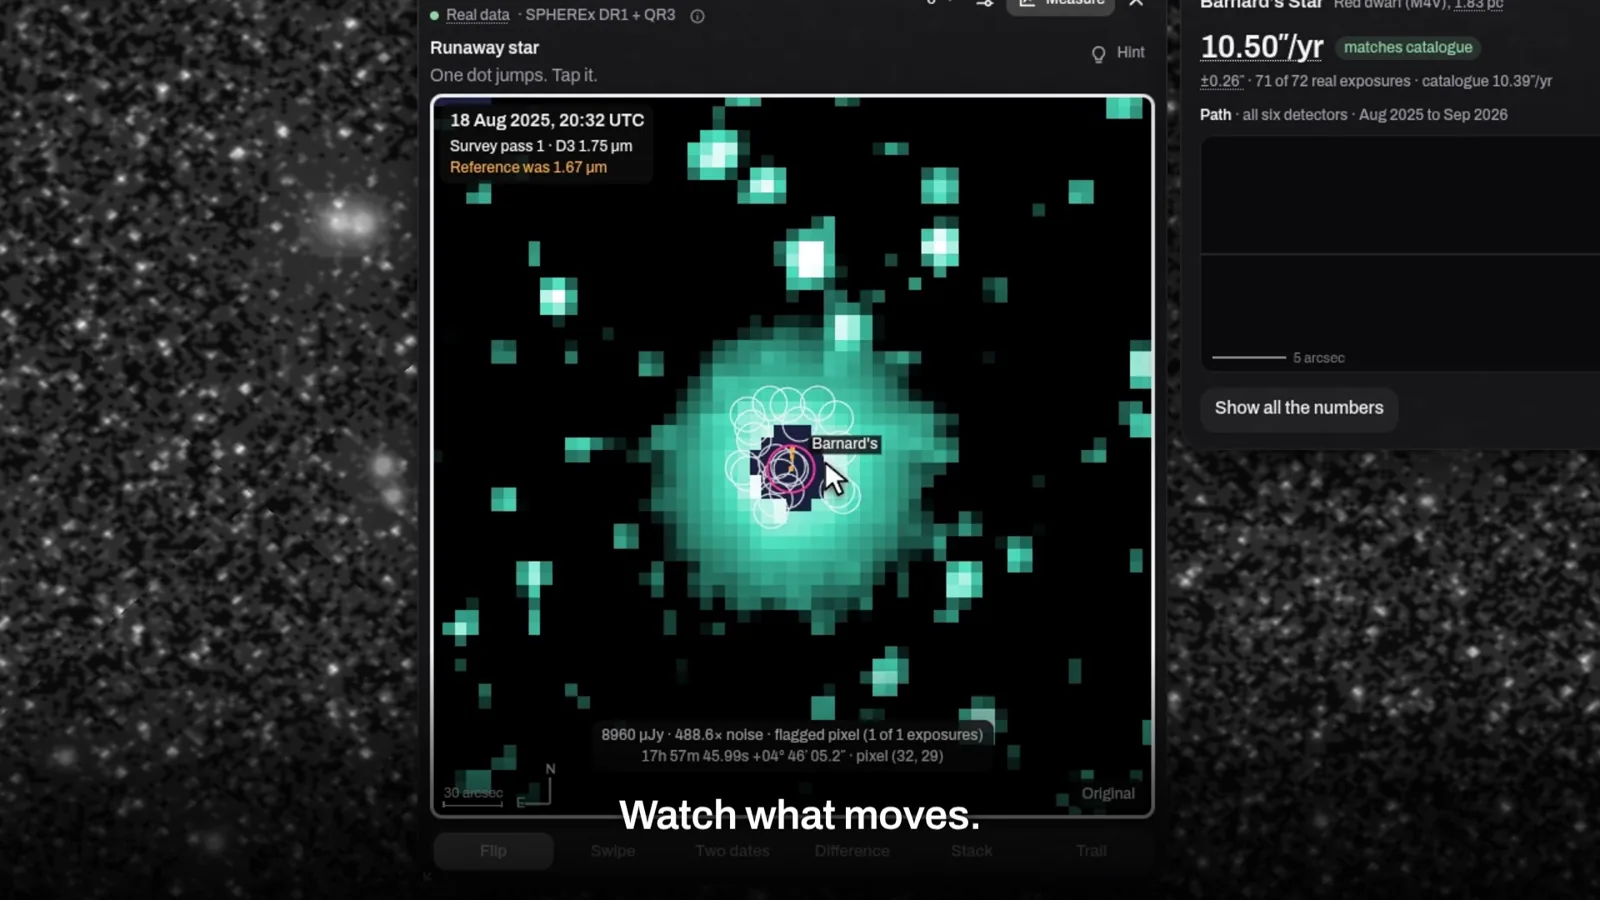 Real data · SPHEREx DR1 + QR3
Measure
Runaway star
One dot jumps. Tap it.
Hint
18 Aug 2025, 20:32 UTC
Survey pass 1 · D3 1.75 µm
Reference was 1.67 µm
Barnard's
8960 µJy · 488.6× noise · flagged pixel (1 of 1 exposures)
17h 57m 45.99s +04° 46′ 05.2″ · pixel (32, 29)
30 arcsec
N
E
Original
Watch what moves.
Flip
Swipe
Two dates
Difference
Stack
Trail
Barnard's Star Red dwarf (M4V), 1.83 pc
10.50″/yr matches catalogue
±0.26″ · 71 of 72 real exposures · catalogue 10.39″/yr
Path · all six detectors · Aug 2025 to Sep 2026
5 arcsec
Show all the numbers